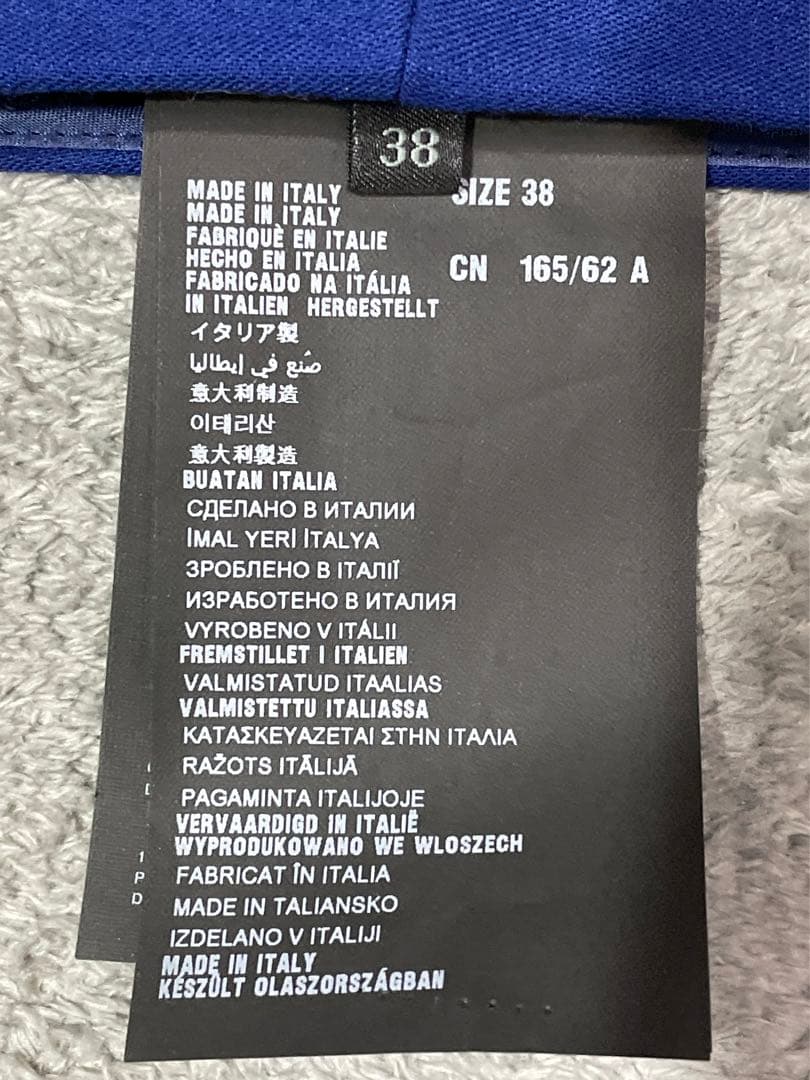 38
MADE IN ITALY
MADE IN ITALY
FABRIQUÈ EN ITALIE
HECHO EN ITALIA
FABRICADO NA ITÁLIA
IN ITALIEN HERGESTELLT
イタリア製
صُنع في إيطاليا
意大利制造
이태리산
意大利製造
BUATAN ITALIA
СДЕЛАНО В ИТАЛИИ
İMAL YERİ İTALYA
ЗРОБЛЕНО В ІТАЛІЇ
ИЗРАБОТЕНО В ИТАЛИЯ
VYROBENO V ITÁLII
FREMSTILLET I ITALIEN
VALMISTATUD ITAALIAS
VALMISTETTU ITALIASSA
ΚΑΤΑΣΚΕΥΑΖΕΤΑΙ ΣΤΗΝ ΙΤΑΛΙΑ
RAŽOTS ITĀLIJĀ
PAGAMINTA ITALIJOJE
VERVAARDIGD IN ITALIË
WYPRODUKOWANO WE WLOSZECH
FABRICAT ÎN ITALIA
MADE IN TALIANSKO
IZDELANO V ITALIJI
MADE IN ITALY
KÉSZÜLT OLASZORSZÁGBAN
SIZE 38
CN 165/62 A
1
P
D